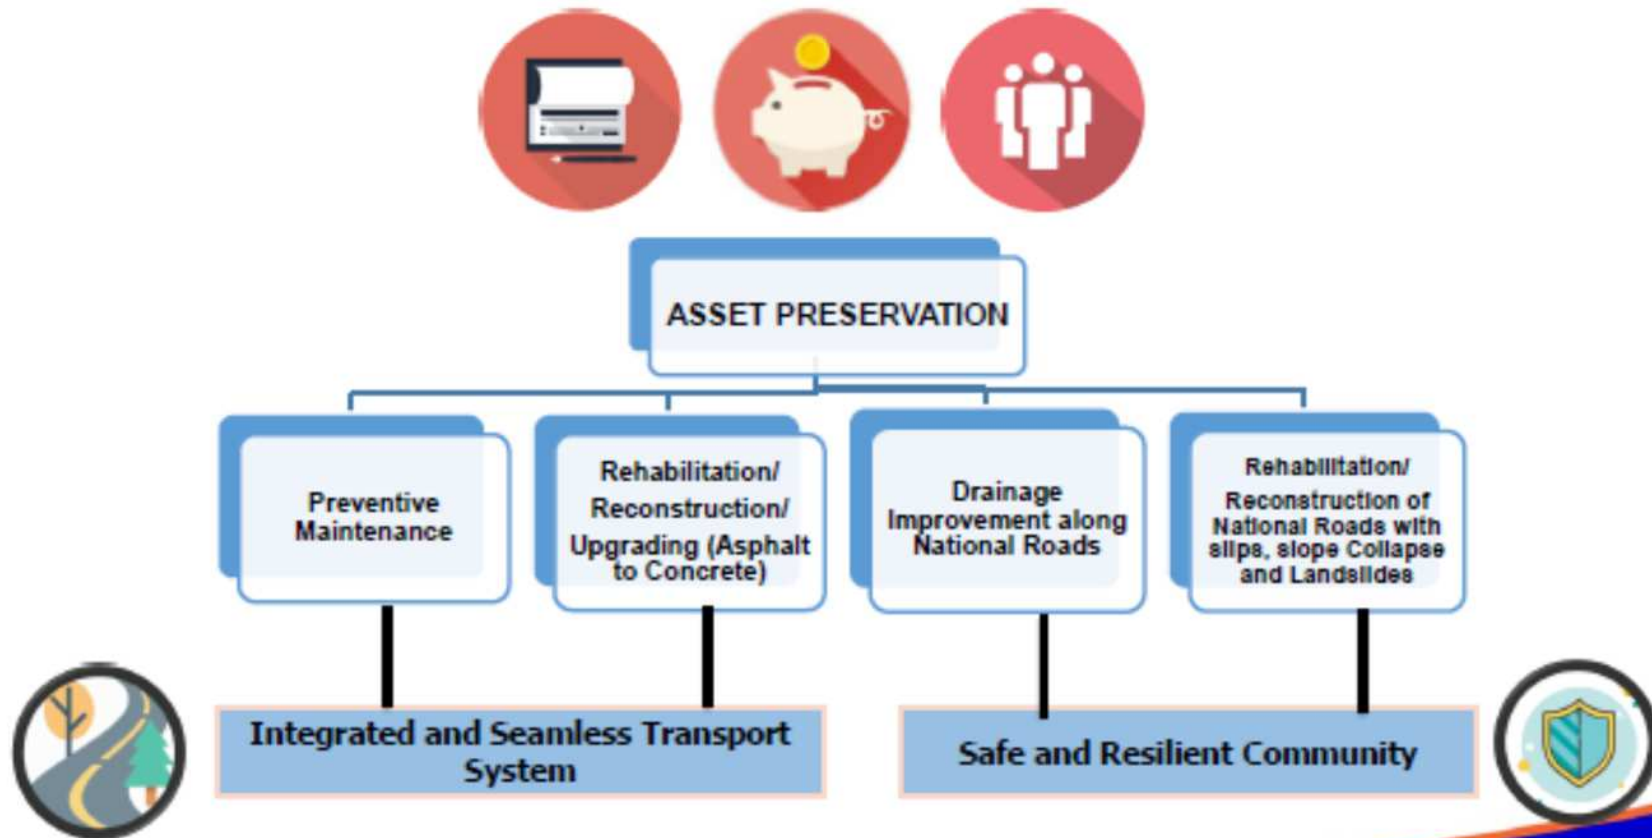 ASSET PRESERVATION
Preventive
Maintenance
Rehabilitation/
Reconstruction/
Upgrading (Asphalt
to Concrete)
Drainage
Improvement along
National Roads
Rehabilitation/
Reconstruction of
National Roads with
slips, slope Collapse
and Landslides
Integrated and Seamless Transport
System
Safe and Resilient Community